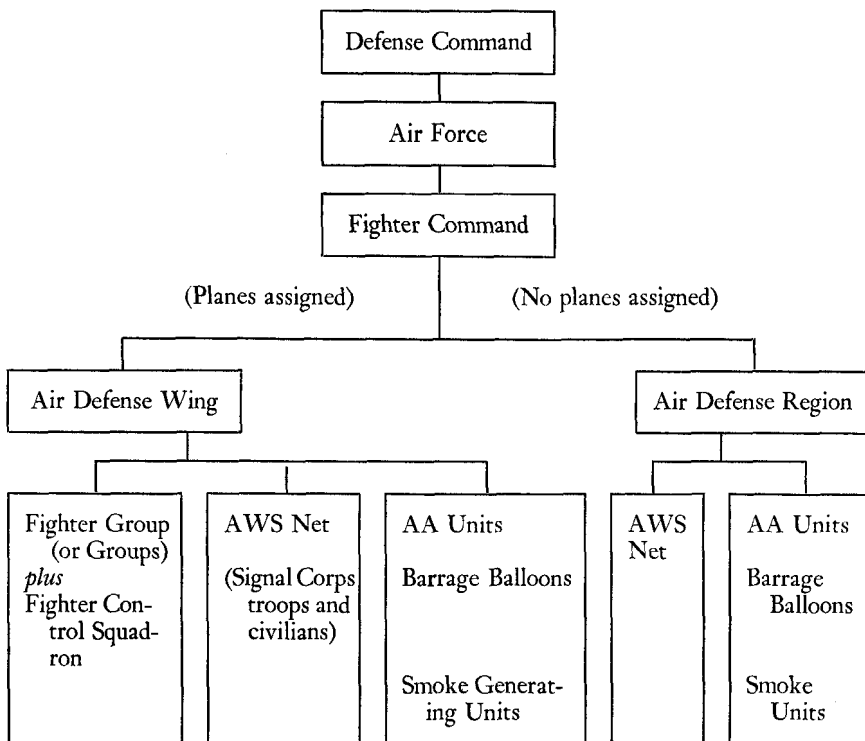 Defense Command
Air Force
Fighter Command
(Planes assigned)
(No planes assigned)
Air Defense Wing
Air Defense Region
Fighter Group
(or Groups)
plus
Fighter Con-
trol Squad-
ron
AWS Net
(Signal Corps
troops and
civilians)
AA Units
Barrage Balloons
Smoke Generat-
ing Units
AWS
Net
AA Units
Barrage
Balloons
Smoke
Units